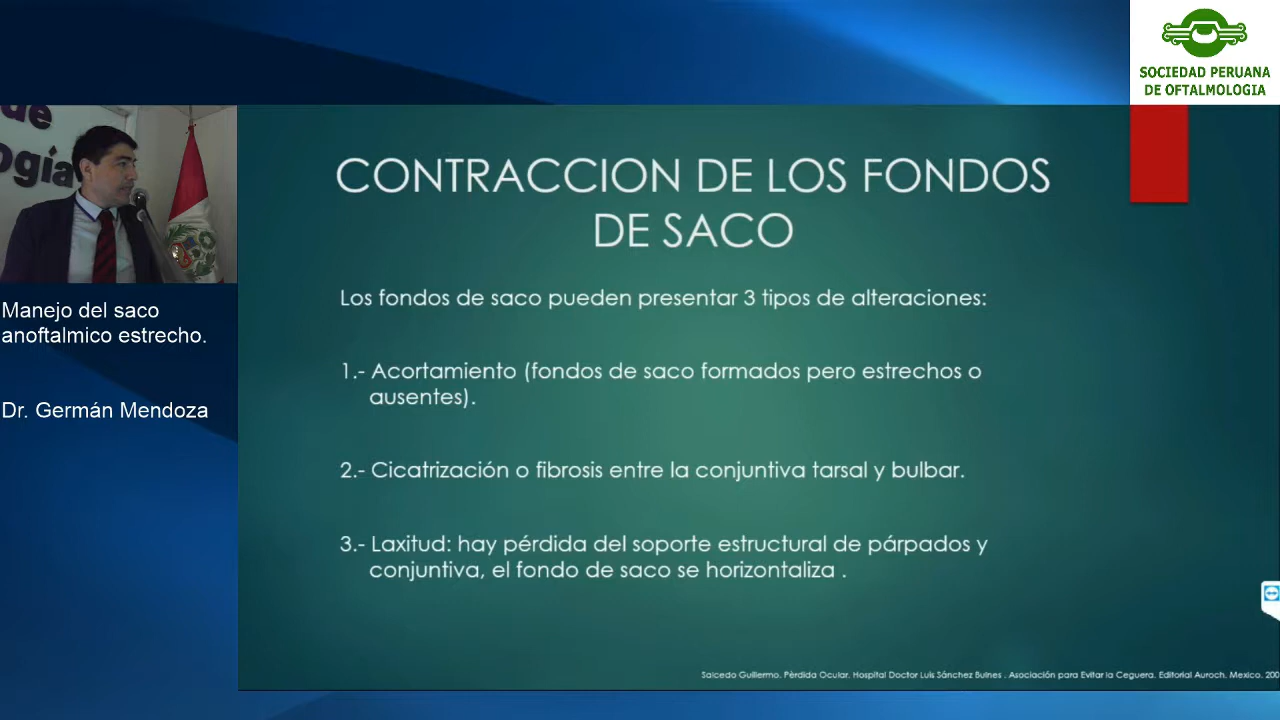 SOCIEDAD PERUANA
DE OFTALMOLOGIA
de
ogía
Manejo del saco
anoftalmico estrecho.
Dr. Germán Mendoza
CONTRACCION DE LOS FONDOS
DE SACO
Los fondos de saco pueden presentar 3 tipos de alteraciones:
1.- Acortamiento (fondos de saco formados pero estrechos o
ausentes).
2.- Cicatrización o fibrosis entre la conjuntiva tarsal y bulbar.
3.- Laxitud: hay pérdida del soporte estructural de párpados y
conjuntiva, el fondo de saco se horizontaliza .
Salcedo Guillermo. Pèrdida Ocular. Hospital Doctor Luis Sánchez Bulnes . Asociación para Evitar la Ceguera. Editorial Auroch. Mexico. 200